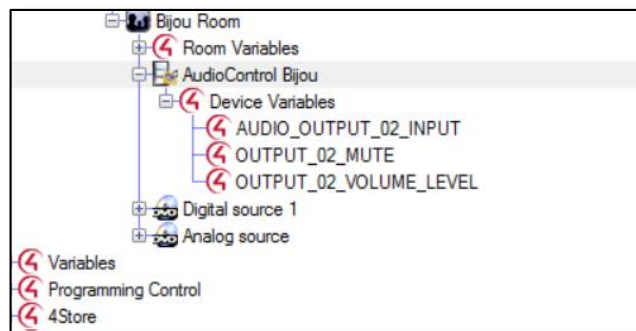 Bijou Room
Room Variables
AudioControl Bijou
Device Variables
AUDIO_OUTPUT_02_INPUT
OUTPUT_02_MUTE
OUTPUT_02_VOLUME_LEVEL
Digital source 1
Analog source
Variables
Programming Control
4Store